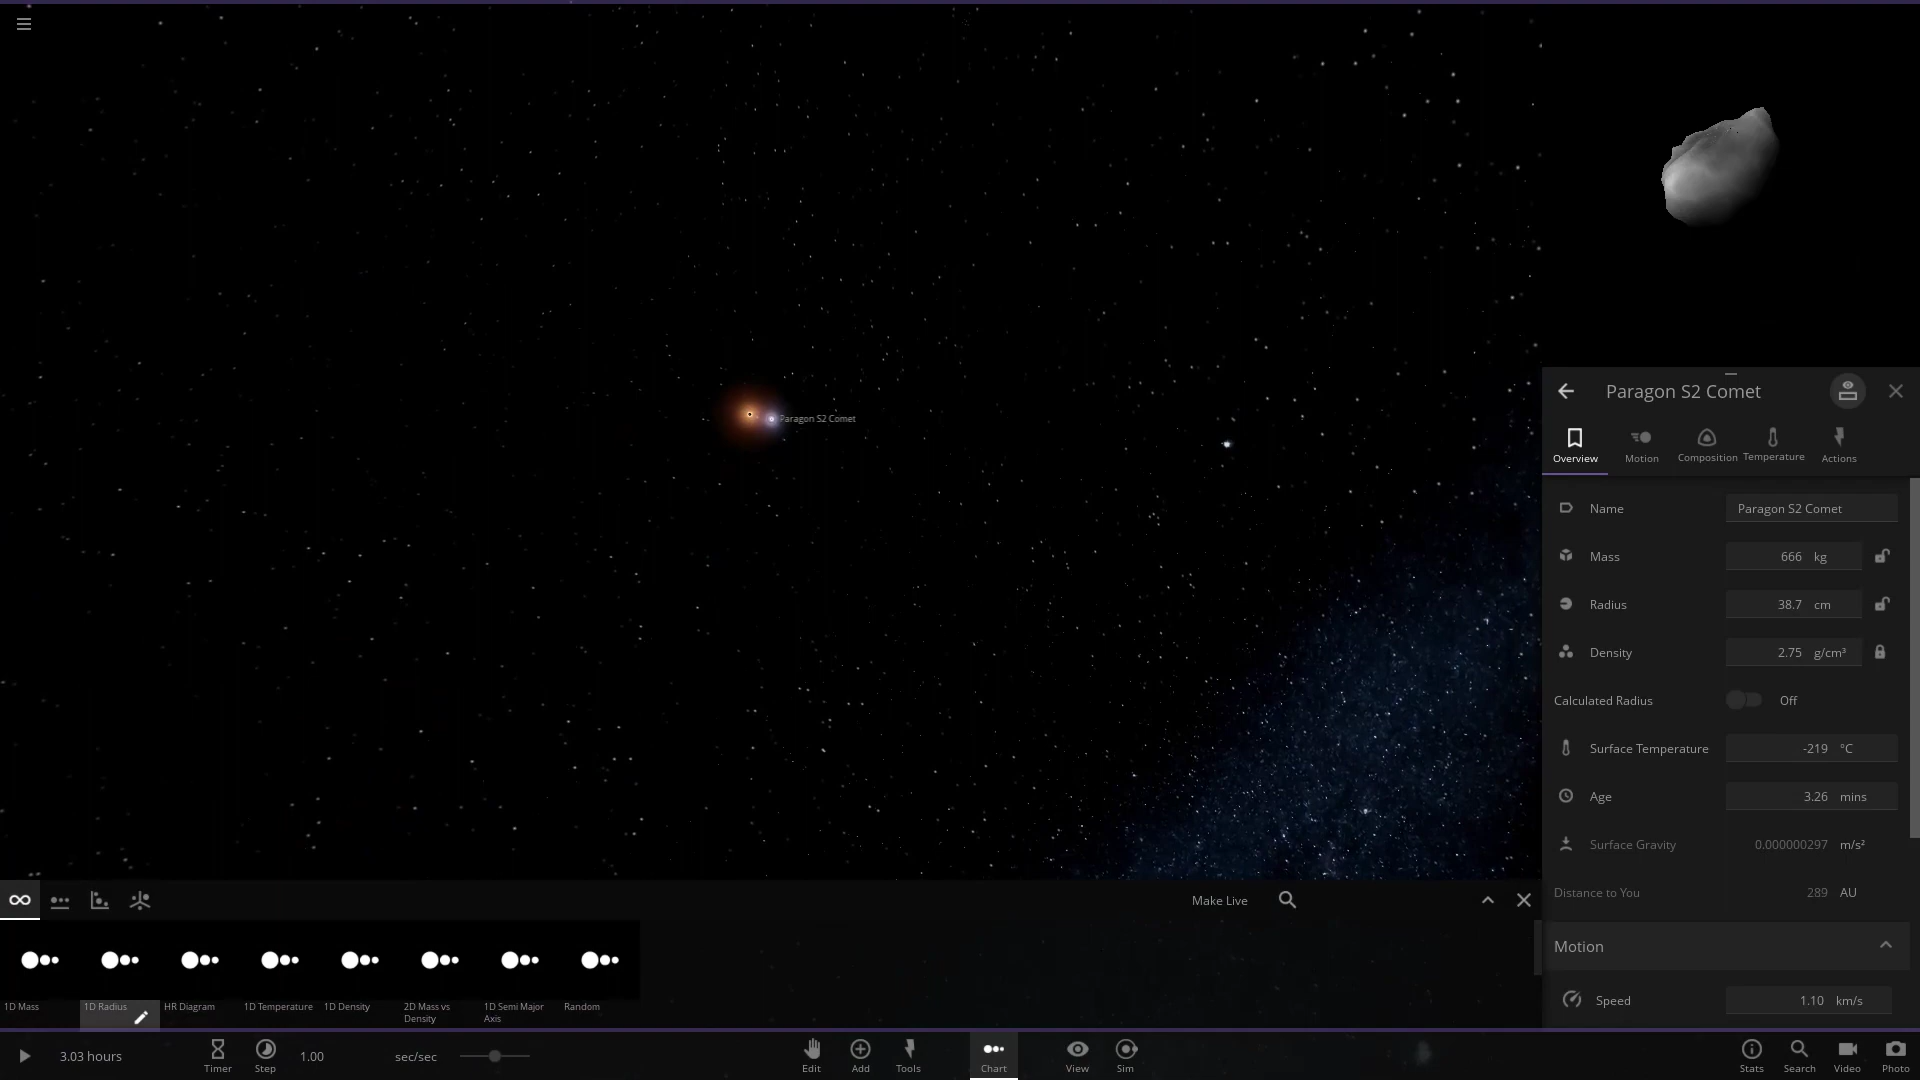 Paragon S2 Comet
Paragon S2 Comet
Overview
Motion
Composition
Temperature
Actions
Name
Paragon S2 Comet
Mass
666 kg
Radius
38.7 cm
Density
2.75 g/cm³
Calculated Radius
Off
Surface Temperature
-219 °C
Age
3.26 mins
Surface Gravity
0.000000297 m/s²
Distance to You
289 AU
Motion
Speed
1.10 km/s
Make Live
1D Mass
1D Radius
HR Diagram
1D Temperature
1D Density
2D Mass vs
Density
1D Semi Major
Axis
Random
3.03 hours
Timer
Step
1.00
sec/sec
Edit
Add
Tools
Chart
View
Sim
Stats
Search
Video
Photo